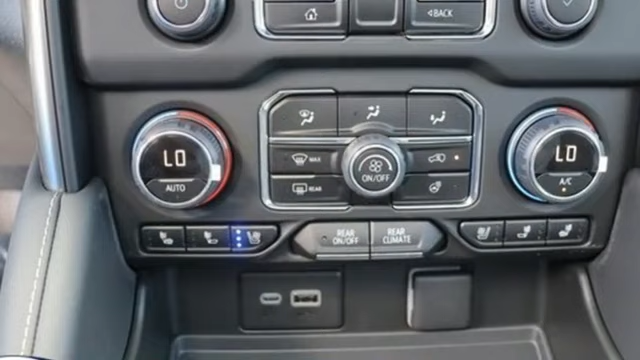 BACK
LO
AUTO
MAX
REAR
ON/OFF
LO
A/C
REAR
ON/OFF
REAR
CLIMATE